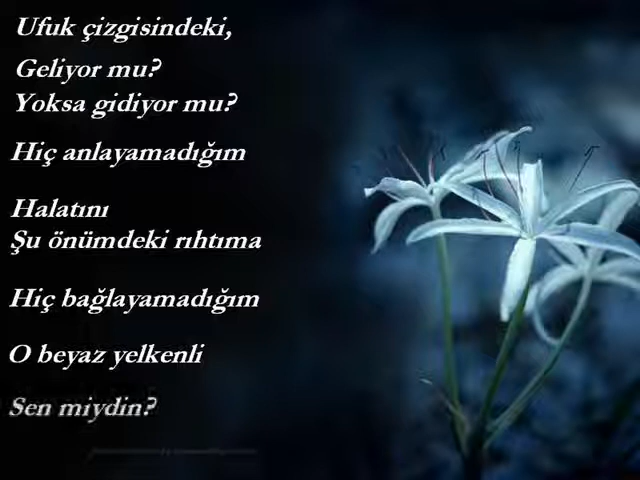 Ufuk çizgisindeki,
Geliyor mu?
Yoksa gidiyor mu?
Hiç anlayamadığım
Halatını
Şu önümdeki rıhtıma
Hiç bağlayamadığım
O beyaz yelkenli
Sen miydin?